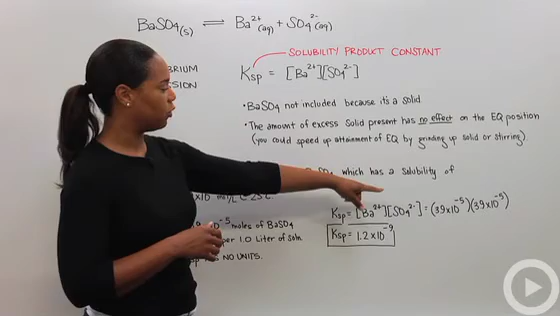 BaSO4(s) ⇌ Ba²⁺(aq) + SO4²⁻(aq)
SOLUBILITY PRODUCT CONSTANT
Ksp = [Ba²⁺][SO4²⁻]
• BaSO4 not included because it's a solid
• The amount of excess solid present has no effect on the EQ position
(you could speed up attainment of EQ by grinding up solid or stirring).
which has a solubility of
Ksp = [Ba²⁺][SO4²⁻] = (3.9x10⁻⁵)(3.9x10⁻⁵)
Ksp = 1.2x10⁻⁹
10⁻⁵ moles of BaSO4
per 1.0 Liter of soln
NO UNITS.